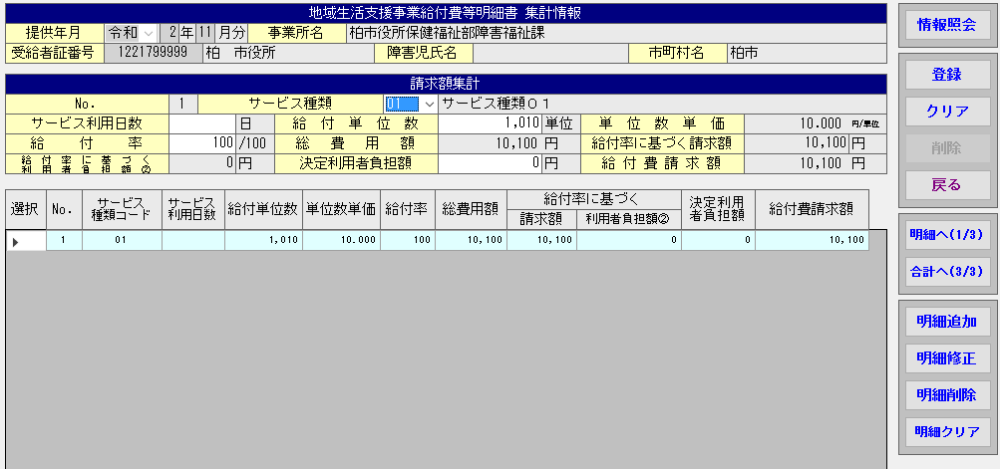 地域生活支援事業給付費等明細書 集計情報
提供年月 令和 2 年 11 月分 事業所名 柏市役所保健福祉部障害福祉課
受給者証番号 1221799999 柏 市役所 障害児氏名 市町村名 柏市
請求額集計
No. 1 サービス種類 01 サービス種類01
サービス利用日数 日 給付単位数 1,010 単位 単位数単価 10.000 円/単位
給付率 100 /100 総費用額 10,100 円 給付率に基づく請求額 10,100 円
給付率に基づく利用者負担額② 0 円 決定利用者負担額 0 円 給付費請求額 10,100 円
選択 No. サービス種類コード サービス利用日数 給付単位数 単位数単価 給付率 総費用額 給付率に基づく 請求額 利用者負担額② 決定利用者負担額 給付費請求額
1 01 1,010 10.000 100 10,100 10,100 0 0 10,100
情報照会
登録
クリア
削除
戻る
明細へ(1/3)
合計へ(3/3)
明細追加
明細修正
明細削除
明細クリア